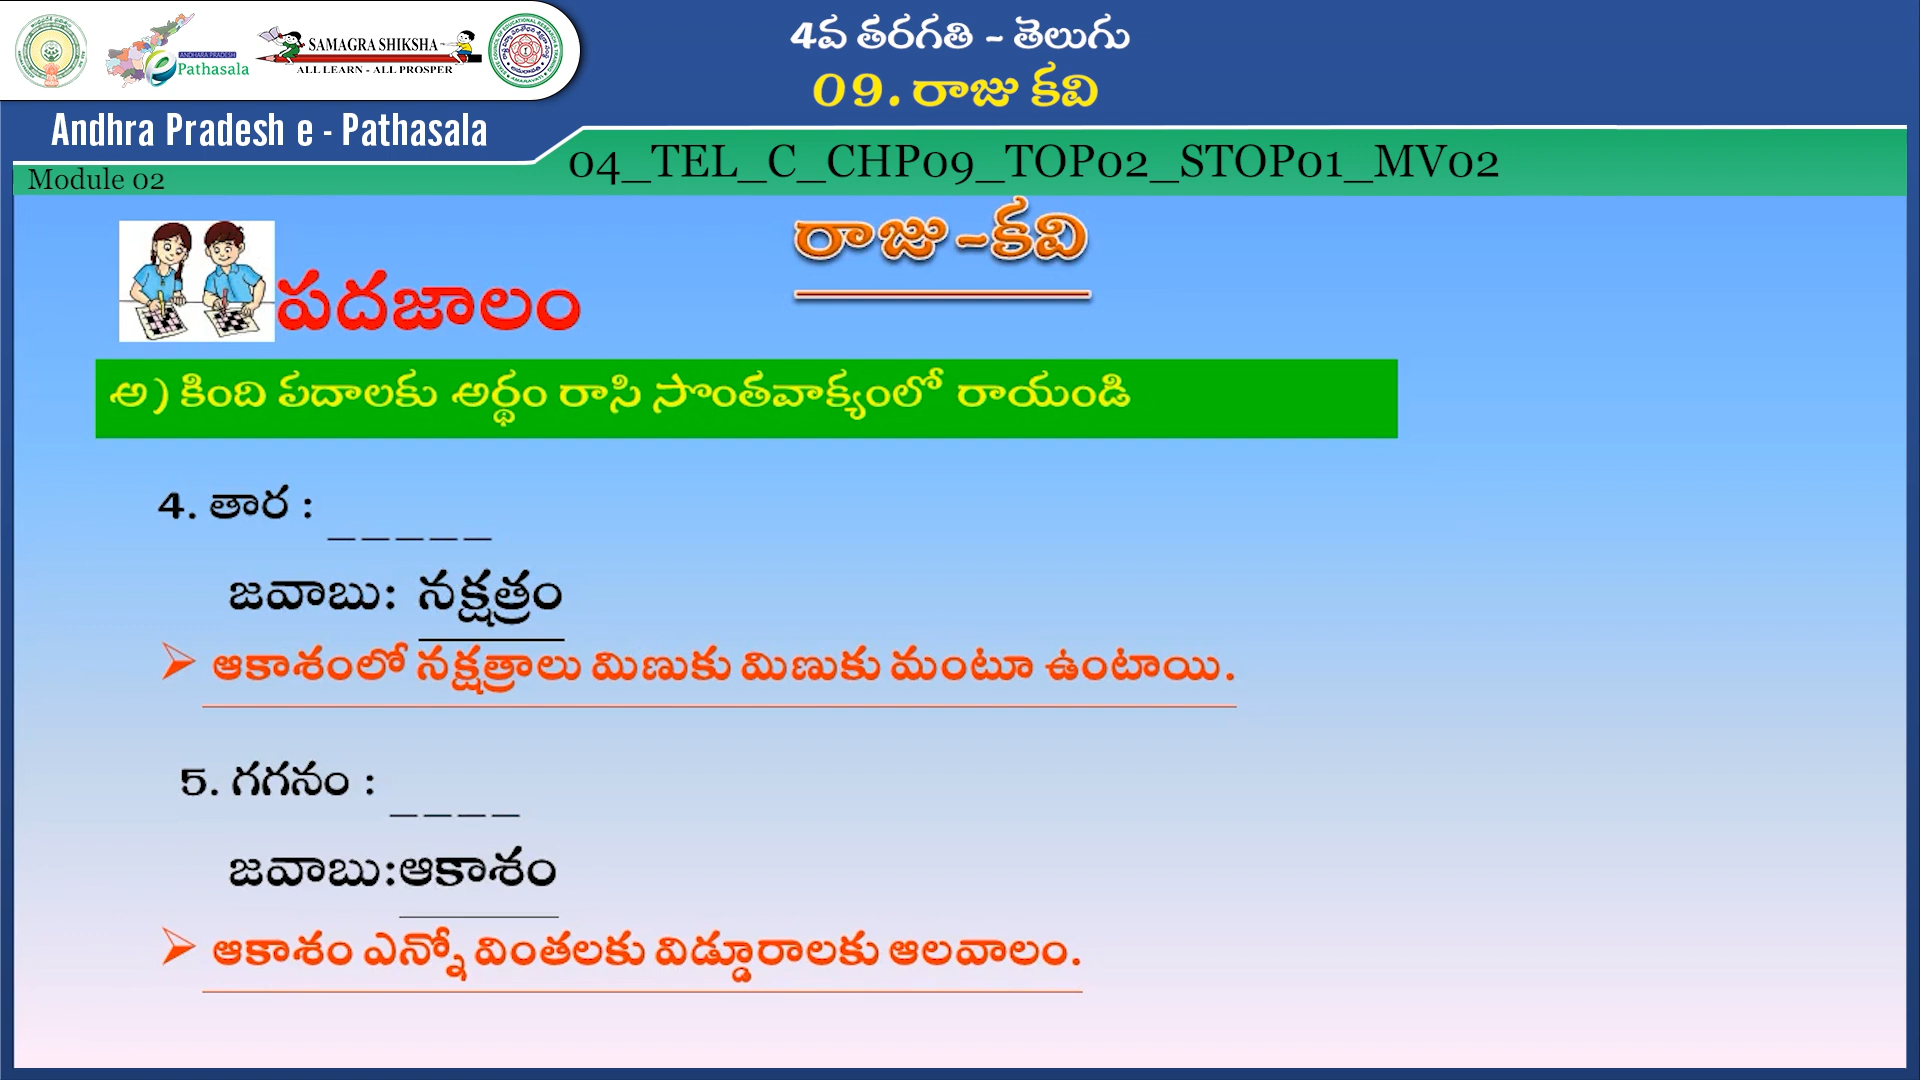 ANDHRA PRADESH
e Pathasala
SAMAGRA SHIKSHA
ALL LEARN - ALL PROSPER
Andhra Pradesh e - Pathasala
4వ తరగతి - తెలుగు
09. రాజు కవి
Module 02
04_TEL_C_CHP09_TOP02_STOP01_MV02
రాజు-కవి
పదజాలం
అ) కింది పదాలకు అర్థం రాసి సొంతవాక్యంలో రాయండి
4. తార : _ _ _ _ _
జవాబు: నక్షత్రం
➢ ఆకాశంలో నక్షత్రాలు మిణుకు మిణుకు మంటూ ఉంటాయి.
5. గగనం : _ _ _ _
జవాబు:ఆకాశం
➢ ఆకాశం ఎన్నో వింతలకు విడ్డూరాలకు ఆలవాలం.